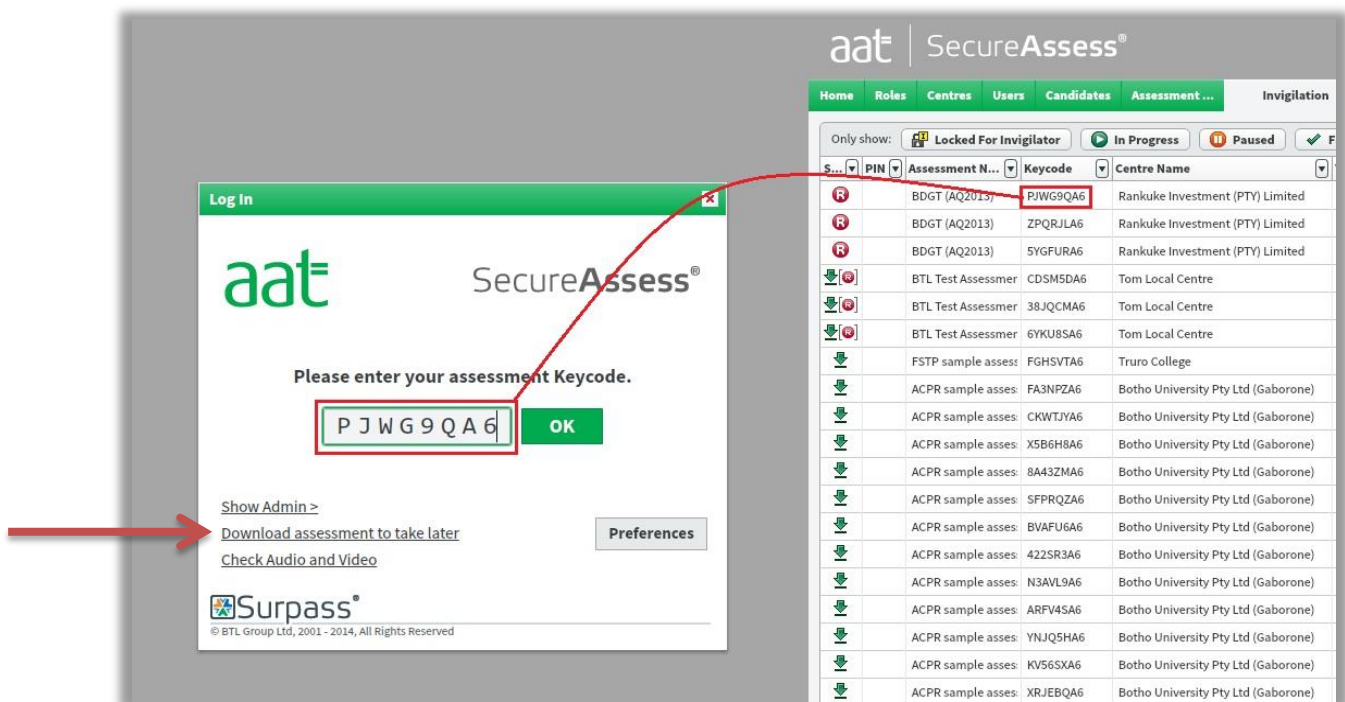 aat SecureAssess®
Home Roles Centres Users Candidates Assessment ... Invigilation
Only show: Locked For Invigilator In Progress Paused F
S... PIN Assessment N... Keycode Centre Name
R BDGT (AQ2013) PJWG9QA6 Rankuke Investment (PTY) Limited
R BDGT (AQ2013) ZPQRJLA6 Rankuke Investment (PTY) Limited
R BDGT (AQ2013) 5YGFURA6 Rankuke Investment (PTY) Limited
[R] BTL Test Assessmer CDSM5DA6 Tom Local Centre
[R] BTL Test Assessmer 38JQCMA6 Tom Local Centre
[R] BTL Test Assessmer 6YKU8SA6 Tom Local Centre
FSTP sample assess FGHSVTA6 Truro College
ACPR sample asses: FA3NPZA6 Botho University Pty Ltd (Gaborone)
ACPR sample asses: CKWTJYA6 Botho University Pty Ltd (Gaborone)
ACPR sample asses: X5B6H8A6 Botho University Pty Ltd (Gaborone)
ACPR sample asses: 8A43ZMA6 Botho University Pty Ltd (Gaborone)
ACPR sample asses: SFPRQZA6 Botho University Pty Ltd (Gaborone)
ACPR sample asses: BVAFU6A6 Botho University Pty Ltd (Gaborone)
ACPR sample asses: 422SR3A6 Botho University Pty Ltd (Gaborone)
ACPR sample asses: N3AVL9A6 Botho University Pty Ltd (Gaborone)
ACPR sample asses: ARFV4SA6 Botho University Pty Ltd (Gaborone)
ACPR sample asses: YNJQ5HA6 Botho University Pty Ltd (Gaborone)
ACPR sample asses: KV56SXA6 Botho University Pty Ltd (Gaborone)
ACPR sample asses: XRJEBQA6 Botho University Pty Ltd (Gaborone)
Log In
aat SecureAssess®
Please enter your assessment Keycode.
PJWG9QA6 OK
Show Admin >
Download assessment to take later Preferences
Check Audio and Video
Surpass®
© BTL Group Ltd, 2001 - 2014, All Rights Reserved